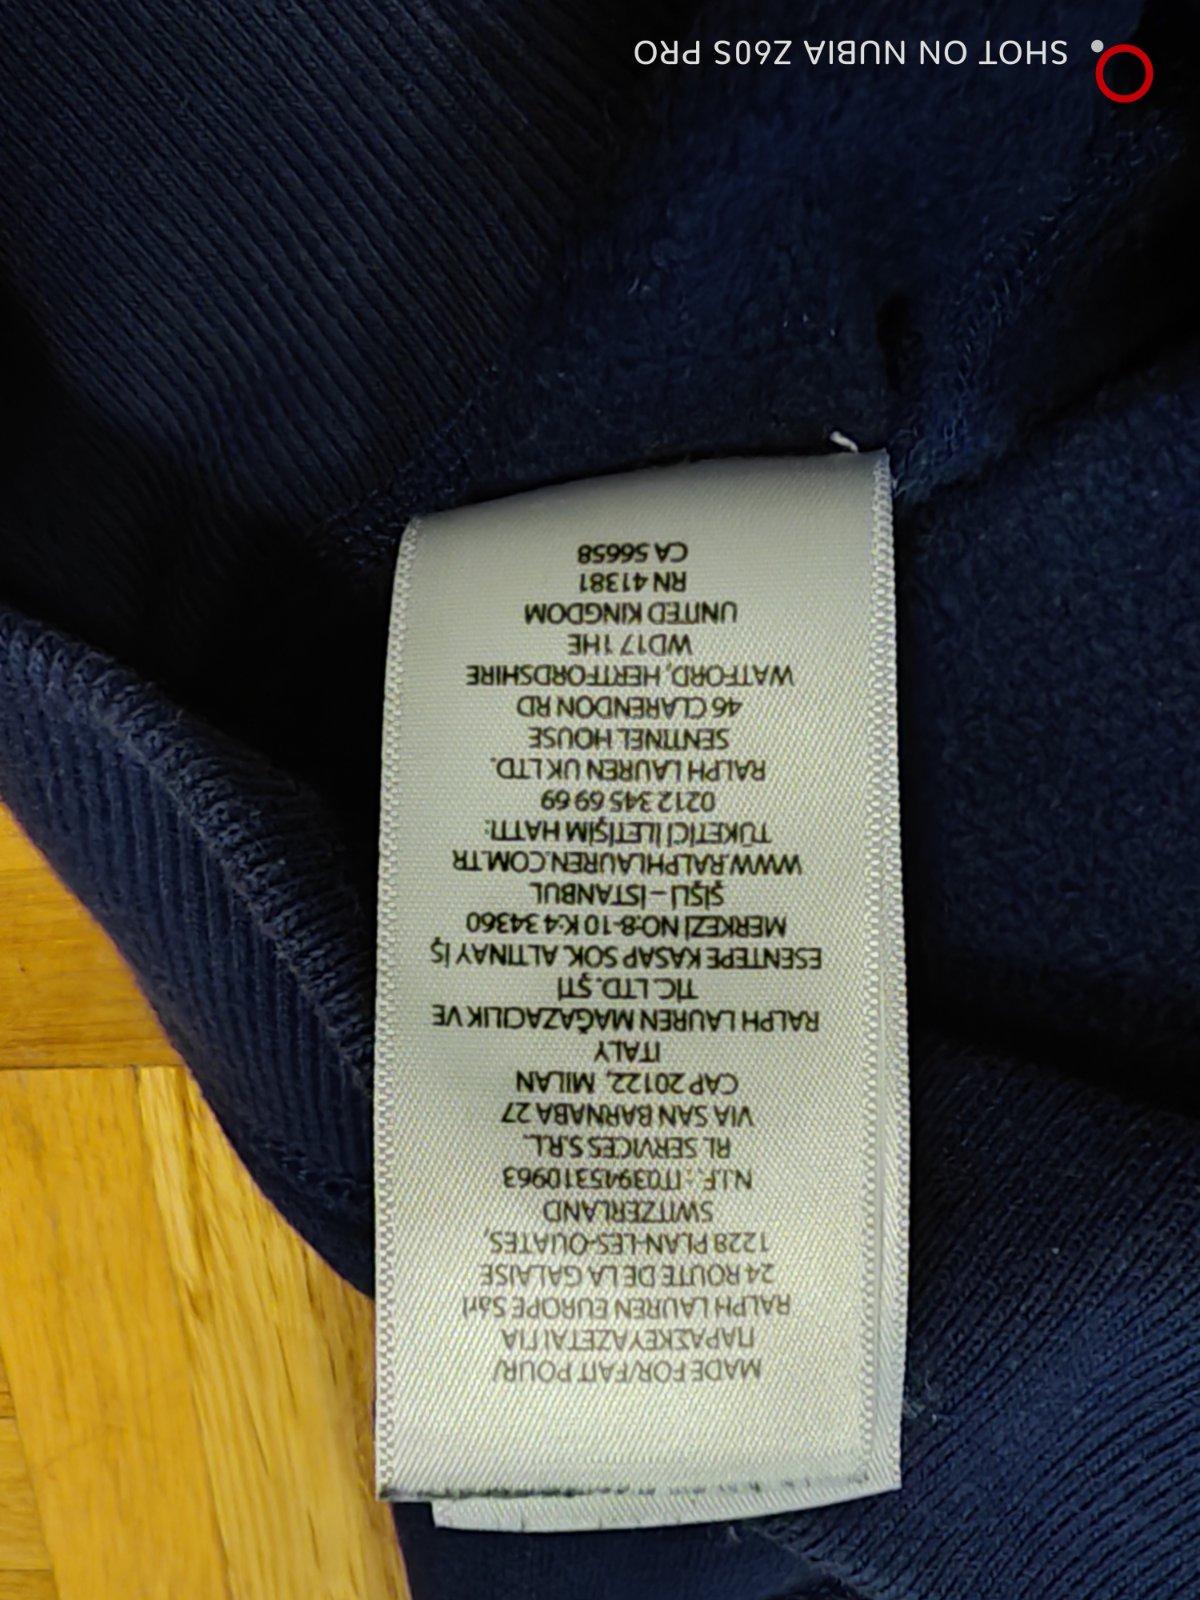 MADE FOR/FAIT POUR/
ΠΑΡΑΣΚΕΥΑΖΕΤΑΙ ΓΙΑ
RALPH LAUREN EUROPE Sarl
24 ROUTE DE LA GALAISE
1228 PLAN-LES-OUATES,
SWITZERLAND
N.I.F. : IT03945310963
RL SERVICES S.R.L.
VIA SAN BARNABA 27
CAP 20122, MILAN
ITALY
RALPH LAUREN MAĞAZACILIK VE
TİC. LTD. ŞTİ
ESENTEPE KASAP SOK. ALTINAY İŞ
MERKEZİ NO:8-10 K:4 34360
ŞİŞLİ – İSTANBUL
WWW.RALPHLAUREN.COM.TR
TÜKETİCİ İLETİŞİM HATTI:
0212 345 69 69
RALPH LAUREN UK LTD.
SENTINEL HOUSE
46 CLARENDON RD
WATFORD, HERTFORDSHIRE
WD17 1HE
UNITED KINGDOM
RN 41381
CA 56658
SHOT ON NUBIA Z60S PRO